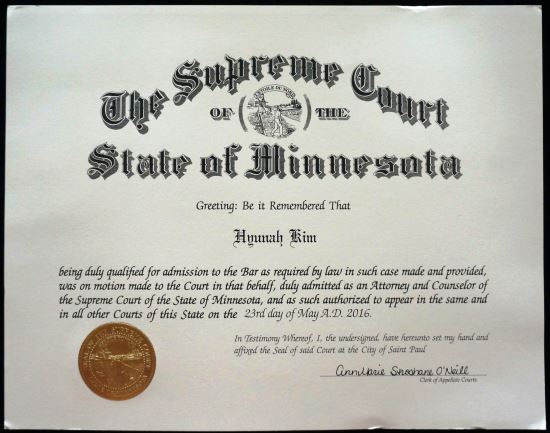 The Supreme Court
OF THE
L'ETOILE DU NORD
State of Minnesota
Greeting: Be it Remembered That
Hyunah Kim
being duly qualified for admission to the Bar as required by law in such case made and provided,
was on motion made to the Court in that behalf, duly admitted as an Attorney and Counselor of
the Supreme Court of the State of Minnesota, and as such authorized to appear in the same and
in all other Courts of this State on the 23rd day of May A.D. 2016.
In Testimony Whereof, I, the undersigned, have hereunto set my hand and
affixed the Seal of said Court at the City of Saint Paul
AnnMarie O'Neill
Clerk of Appellate Courts